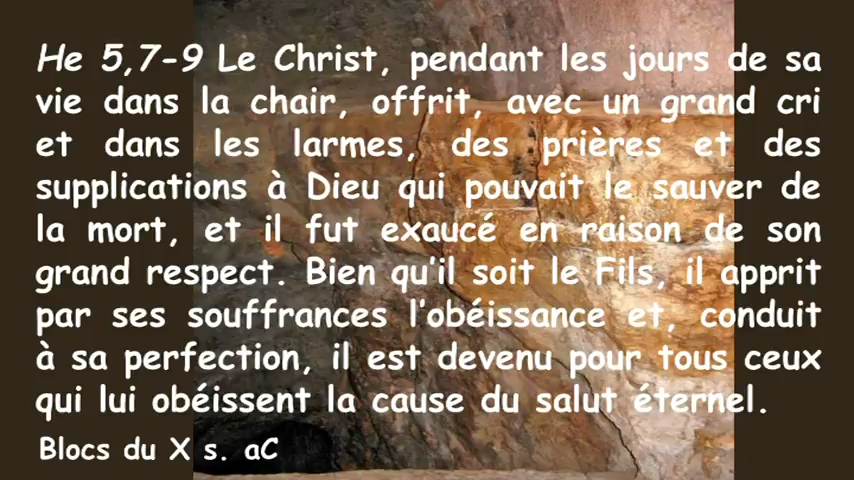 He 5,7-9 Le Christ, pendant les jours de sa
vie dans la chair, offrit, avec un grand cri
et dans les larmes, des prières et des
supplications à Dieu qui pouvait le sauver de
la mort, et il fut exaucé en raison de son
grand respect. Bien qu'il soit le Fils, il apprit
par ses souffrances l'obéissance et, conduit
à sa perfection, il est devenu pour tous ceux
qui lui obéissent la cause du salut éternel.
Blocs du X s. aC